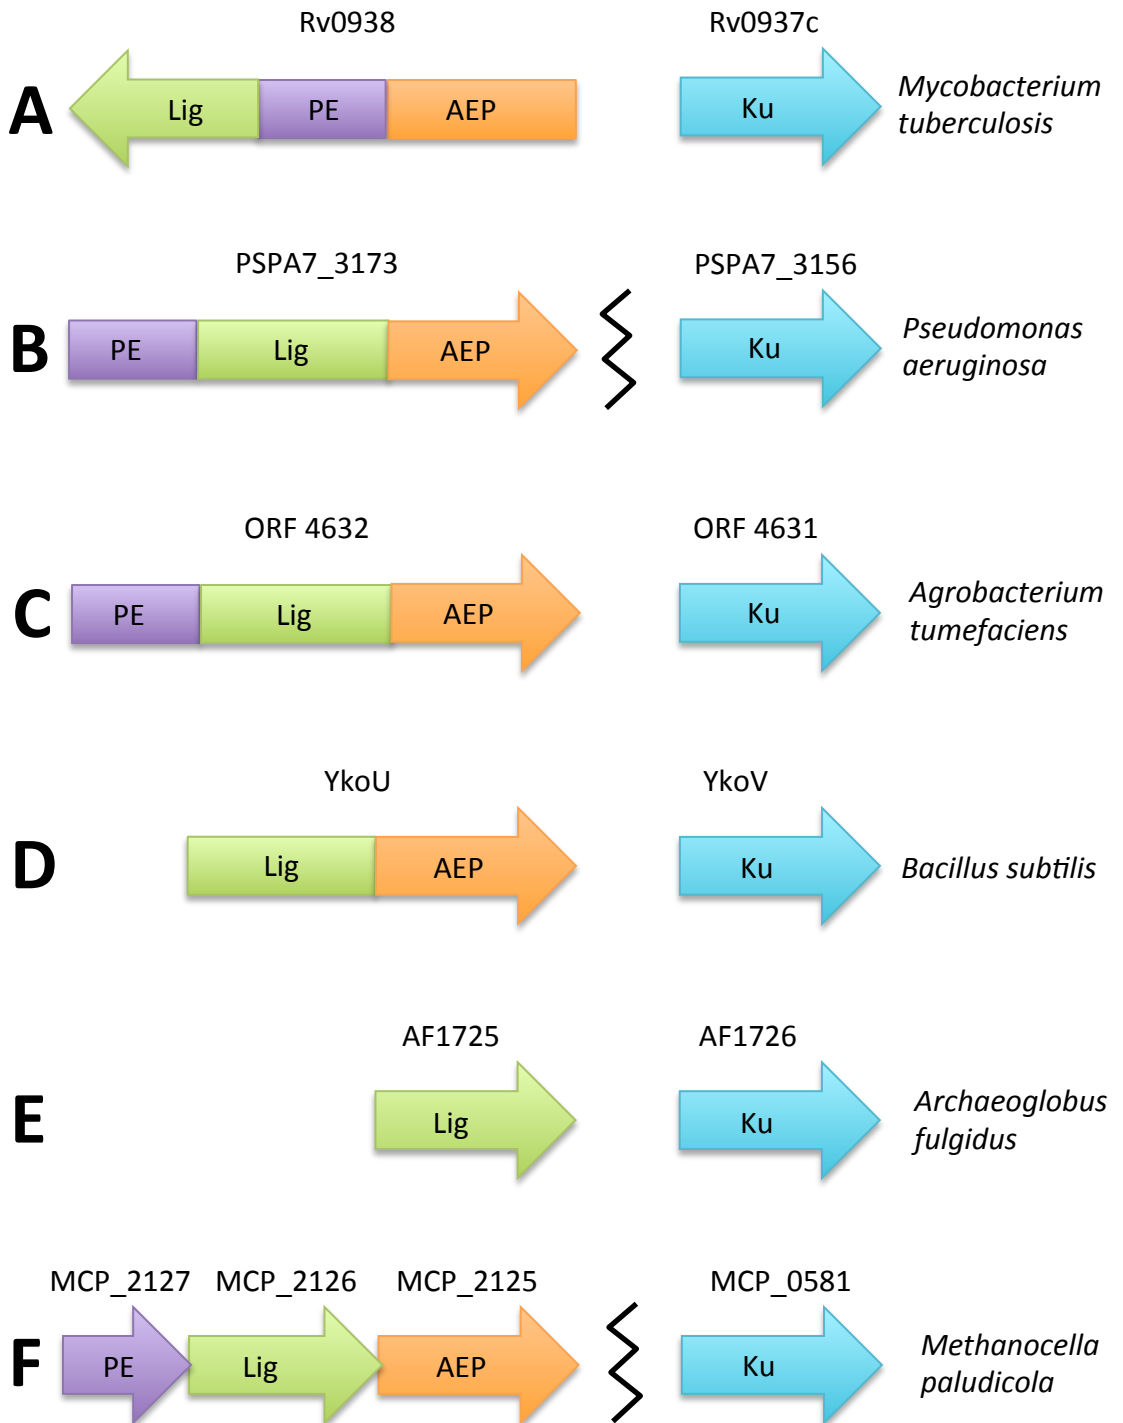 Rv0938
Rv0937c
A
Lig
PE
AEP
Ku
Mycobacterium
tuberculosis
PSPA7_3173
PSPA7_3156
B
PE
Lig
AEP
Ku
Pseudomonas
aeruginosa
ORF 4632
ORF 4631
C
PE
Lig
AEP
Ku
Agrobacterium
tumefaciens
YkoU
YkoV
D
Lig
AEP
Ku
Bacillus subtilis
AF1725
AF1726
E
Lig
Ku
Archaeoglobus
fulgidus
MCP_2127
MCP_2126
MCP_2125
MCP_0581
F
PE
Lig
AEP
Ku
Methanocella
paludicola